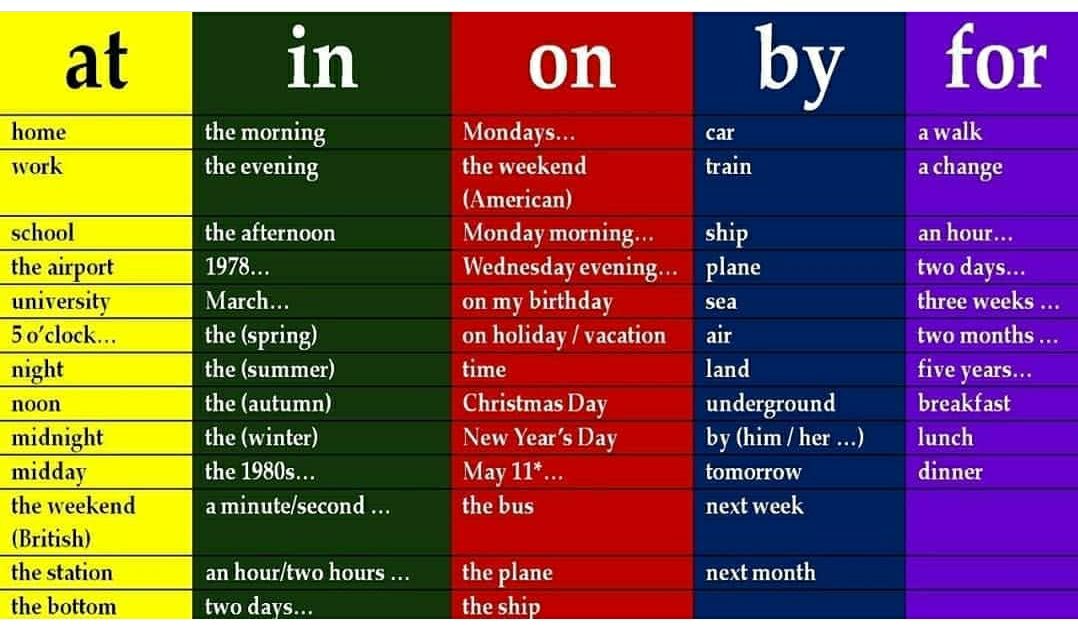 at in on by for
home the morning Mondays... car a walk
work the evening the weekend train a change
(American)
school the afternoon Monday morning... ship an hour...
the airport 1978... Wednesday evening... plane two days...
university March... on my birthday sea three weeks ...
5 o'clock... the (spring) on holiday / vacation air two months ...
night the (summer) time land five years...
noon the (autumn) Christmas Day underground breakfast
midnight the (winter) New Year's Day by (him / her ...) lunch
midday the 1980s... May 11*... tomorrow dinner
the weekend a minute/second ... the bus next week
(British)
the station an hour/two hours ... the plane next month
the bottom two days... the ship